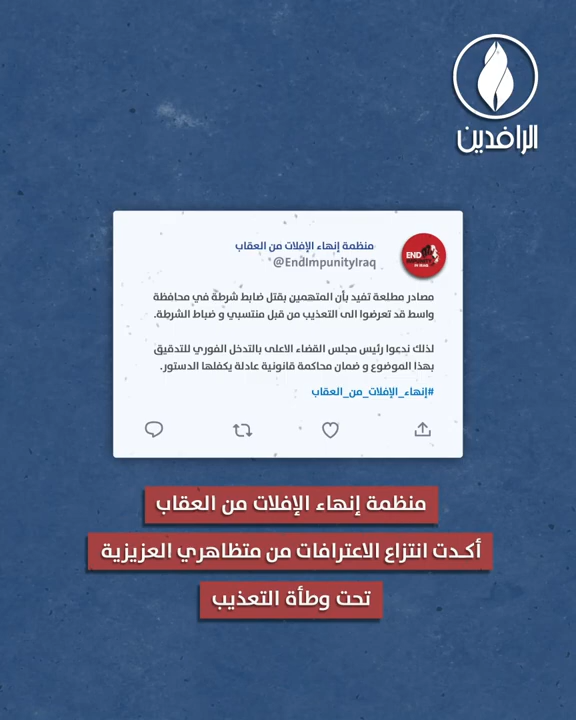 الرافدين
منظمة إنهاء الإفلات من العقاب
@EndImpunityIraq
END
مصادر مطلعة تفيد بأن المتهمين بقتل ضابط شرطة في محافظة
واسط قد تعرضوا الى التعذيب من قبل منتسبي و ضباط الشرطة.
لذلك ندعوا رئيس مجلس القضاء الاعلى بالتدخل الفوري للتدقيق
بهذا الموضوع و ضمان محاكمة قانونية عادلة يكفلها الدستور.
#إنهاء_الإفلات_من_العقاب
منظمة إنهاء الإفلات من العقاب
أكـدت انتزاع الاعترافات من متظاهري العزيزية
تحت وطأة التعذيب